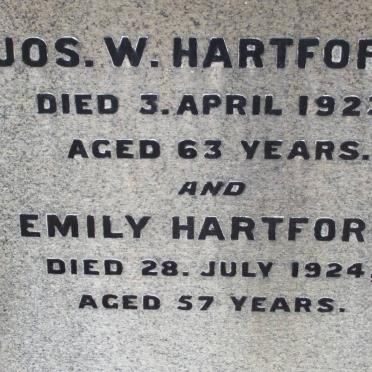 JOS. W. HARTFOR
DIED 3. APRIL 192
AGED 63 YEARS.
AND
EMILY HARTFOR
DIED 28. JULY 1924,
AGED 57 YEARS.